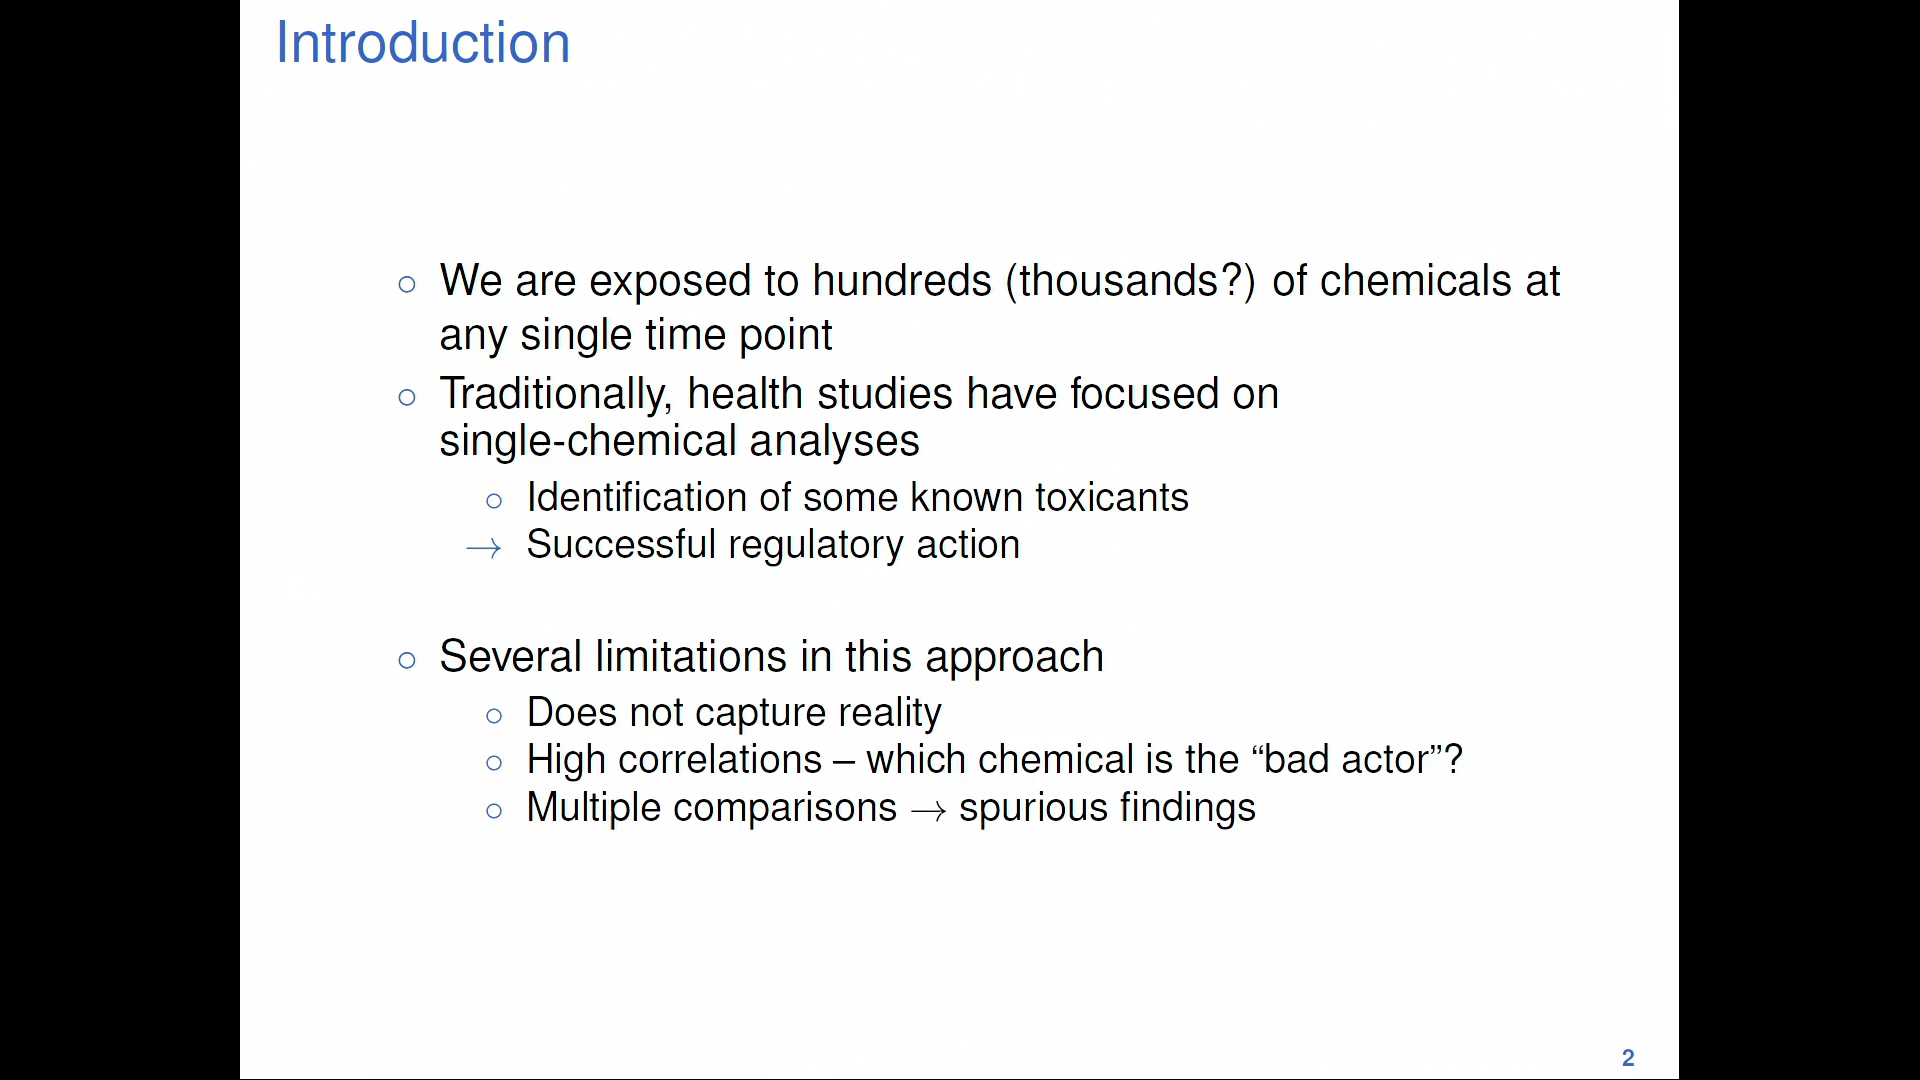 Introduction
○ We are exposed to hundreds (thousands?) of chemicals at
any single time point
○ Traditionally, health studies have focused on
single-chemical analyses
○ Identification of some known toxicants
→ Successful regulatory action
○ Several limitations in this approach
○ Does not capture reality
○ High correlations – which chemical is the “bad actor”?
○ Multiple comparisons → spurious findings
2